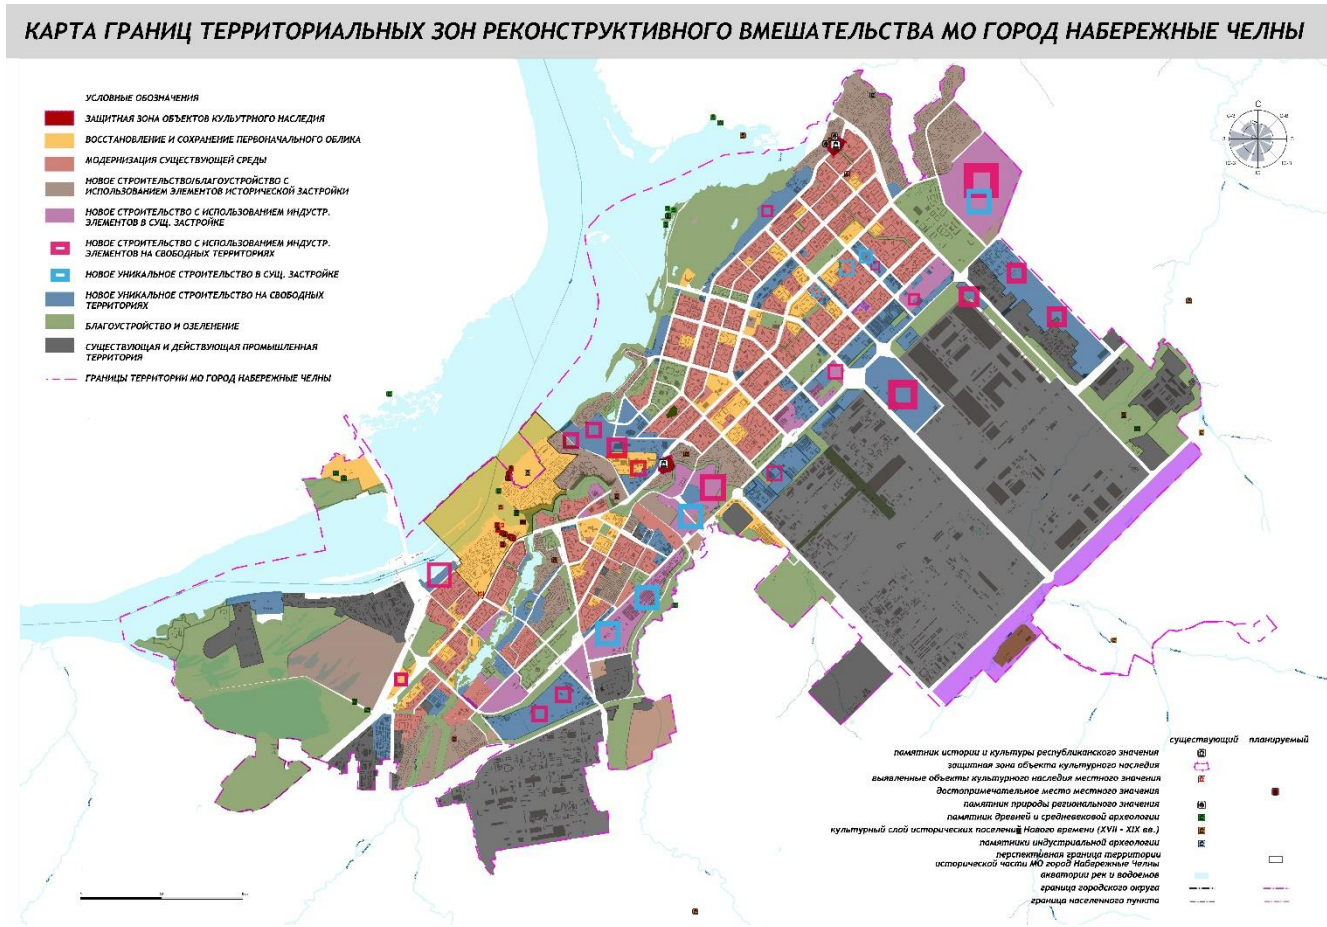 КАРТА ГРАНИЦ ТЕРРИТОРИАЛЬНЫХ ЗОН РЕКОНСТРУКТИВНОГО ВМЕШАТЕЛЬСТВА МО ГОРОД НАБЕРЕЖНЫЕ ЧЕЛНЫ
УСЛОВНЫЕ ОБОЗНАЧЕНИЯ
ЗАЩИТНАЯ ЗОНА ОБЪЕКТОВ КУЛЬУТРНОГО НАСЛЕДИЯ
ВОССТАНОВЛЕНИЕ И СОХРАНЕНИЕ ПЕРВОНАЧАЛЬНОГО ОБЛИКА
МОДЕРНИЗАЦИЯ СУЩЕСТВУЮЩЕЙ СРЕДЫ
НОВОЕ СТРОИТЕЛЬСТВО/БЛАГОУСТРОЙСТВО С
ИСПОЛЬЗОВАНИЕМ ЭЛЕМЕНТОВ ИСТОРИЧЕСКОЙ ЗАСТРОЙКИ
НОВОЕ СТРОИТЕЛЬСТВО С ИСПОЛЬЗОВАНИЕМ ИНДУСТР.
ЭЛЕМЕНТОВ В СУЩ. ЗАСТРОЙКЕ
НОВОЕ СТРОИТЕЛЬСТВО С ИСПОЛЬЗОВАНИЕМ ИНДУСТР.
ЭЛЕМЕНТОВ НА СВОБОДНЫХ ТЕРРИТОРИЯХ
НОВОЕ УНИКАЛЬНОЕ СТРОИТЕЛЬСТВО В СУЩ. ЗАСТРОЙКЕ
НОВОЕ УНИКАЛЬНОЕ СТРОИТЕЛЬСТВО НА СВОБОДНЫХ
ТЕРРИТОРИЯХ
БЛАГОУСТРОЙСТВО И ОЗЕЛЕНЕНИЕ
СУЩЕСТВУЮЩАЯ И ДЕЙСТВУЮЩАЯ ПРОМЫШЛЕННАЯ
ТЕРРИТОРИЯ
ГРАНИЦЫ ТЕРРИТОРИИ МО ГОРОД НАБЕРЕЖНЫЕ ЧЕЛНЫ
С
существующий планируемый
памятник истории и культуры республиканского значения
защитная зона объекта культурного наследия
выявленные объекты культурного наследия местного значения
достопримечательное место местного значения
памятник природы регионального значения
памятник древней и средневековой археологии
культурный слой исторических поселений Нового времени (XVII - XIX вв.)
памятники индустриальной археологии
перспективная граница территории
исторической части МО город Набережные Челны
акватории рек и водоемов
граница городского округа
граница населенного пункта